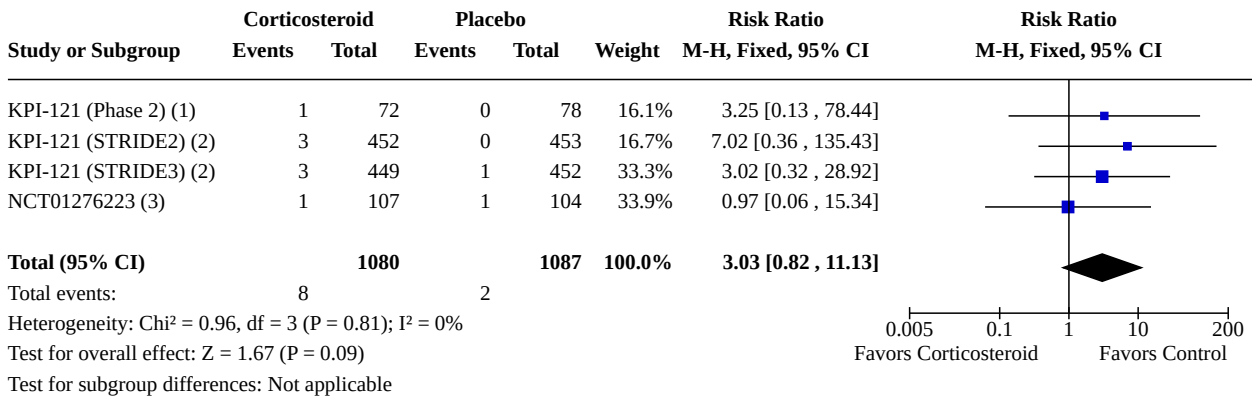 Corticosteroid Placebo Risk Ratio Risk Ratio
Study or Subgroup Events Total Events Total Weight M-H, Fixed, 95% CI M-H, Fixed, 95% CI
KPI-121 (Phase 2) (1) 1 72 0 78 16.1% 3.25 [0.13 , 78.44]
KPI-121 (STRIDE2) (2) 3 452 0 453 16.7% 7.02 [0.36 , 135.43]
KPI-121 (STRIDE3) (2) 3 449 1 452 33.3% 3.02 [0.32 , 28.92]
NCT01276223 (3) 1 107 1 104 33.9% 0.97 [0.06 , 15.34]
Total (95% CI) 1080 1087 100.0% 3.03 [0.82 , 11.13]
Total events: 8 2
Heterogeneity: Chi² = 0.96, df = 3 (P = 0.81); I² = 0%
0.005 0.1 1 10 200
Test for overall effect: Z = 1.67 (P = 0.09)
Favors Corticosteroid Favors Control
Test for subgroup differences: Not applicable